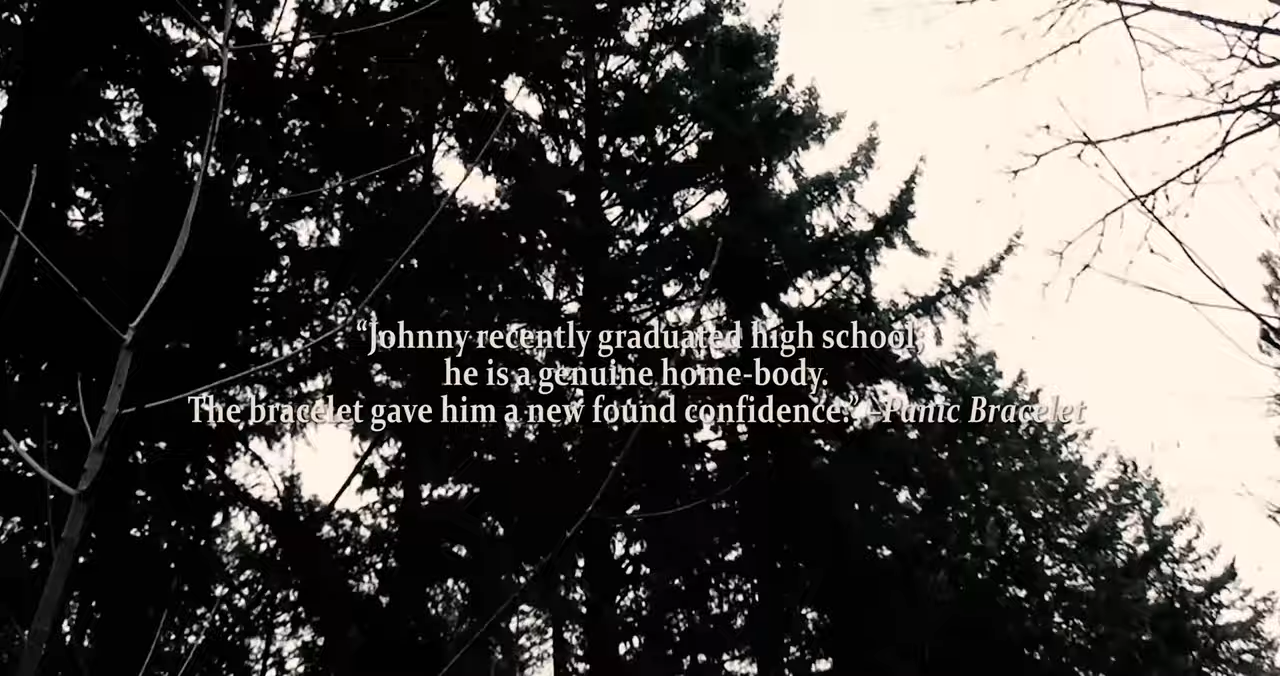 “Johnny recently graduated high school,
he is a genuine home-body.
The bracelet gave him a new found confidence.” –Panic Bracelet